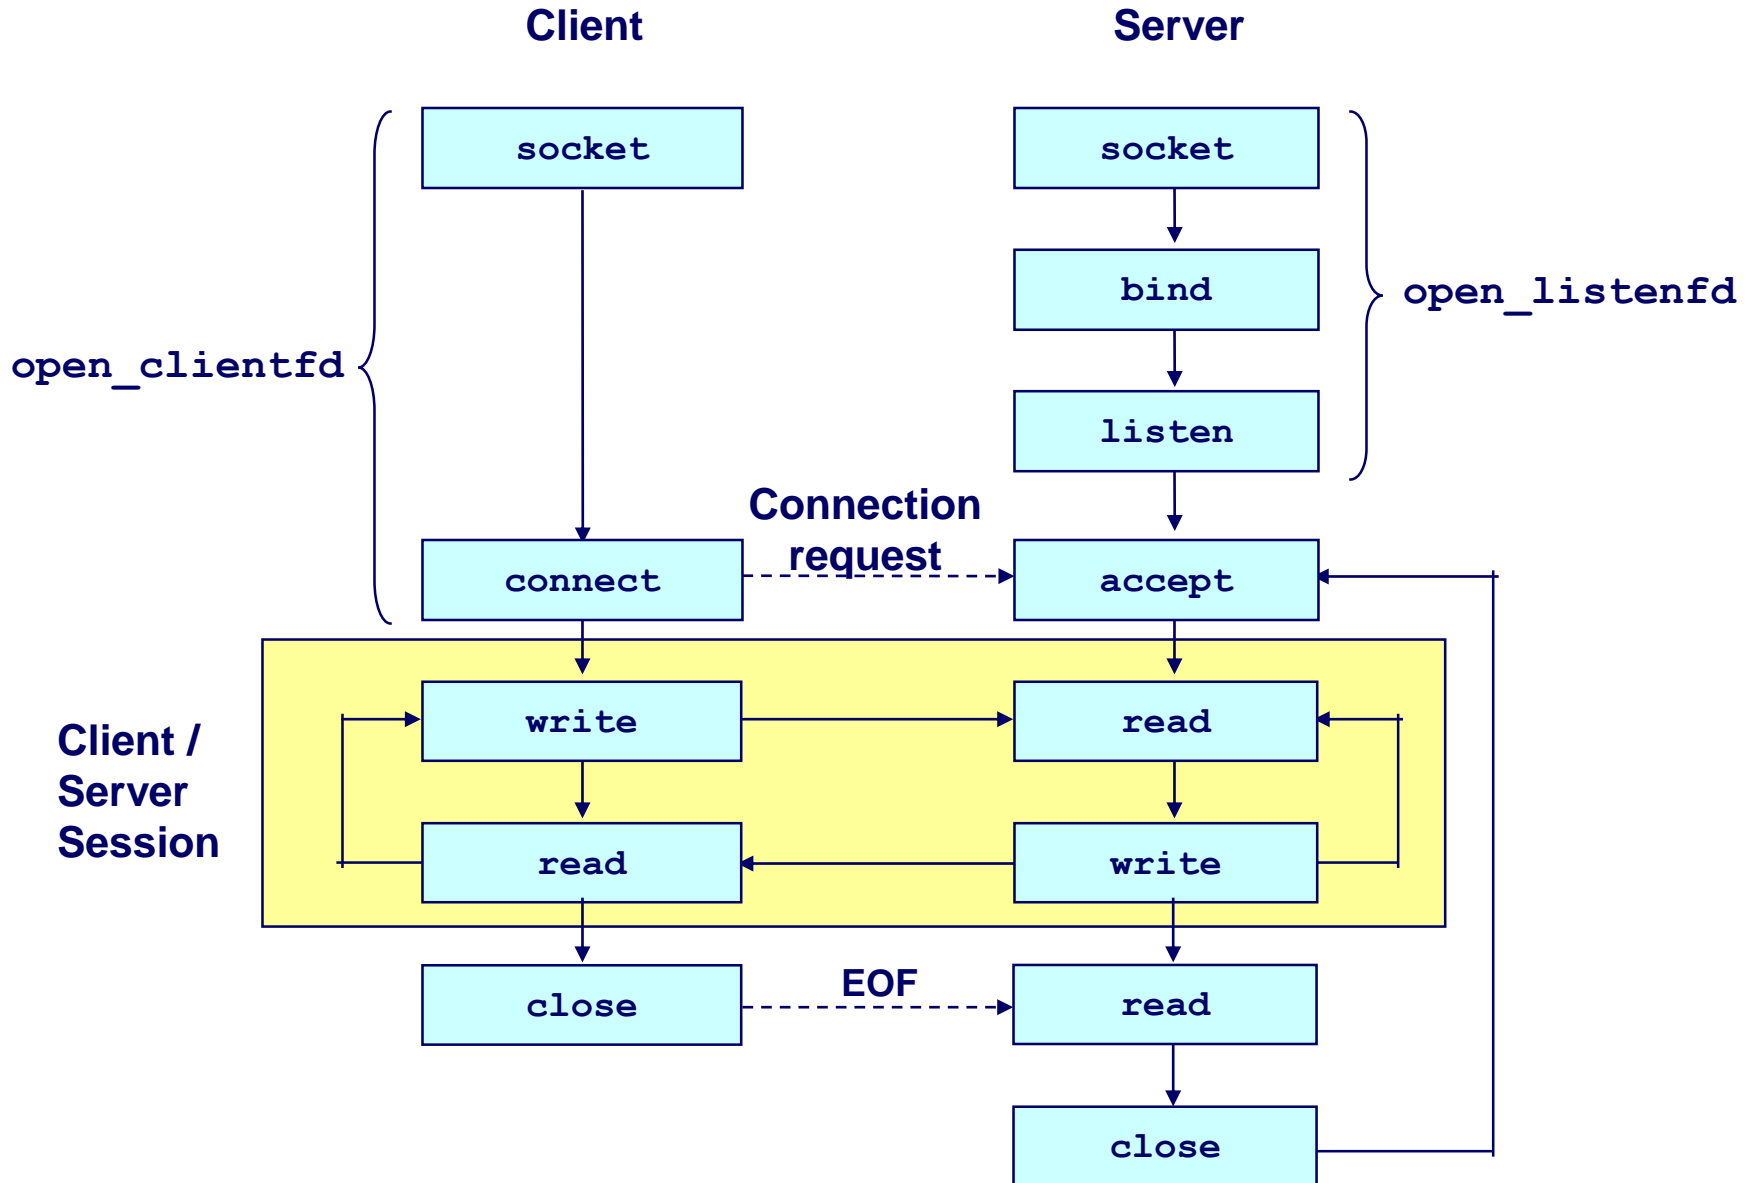 Client
Server
socket
socket
bind
open_listenfd
open_clientfd
listen
Connection
request
connect
accept
Client /
Server
Session
write
read
read
write
EOF
close
read
close